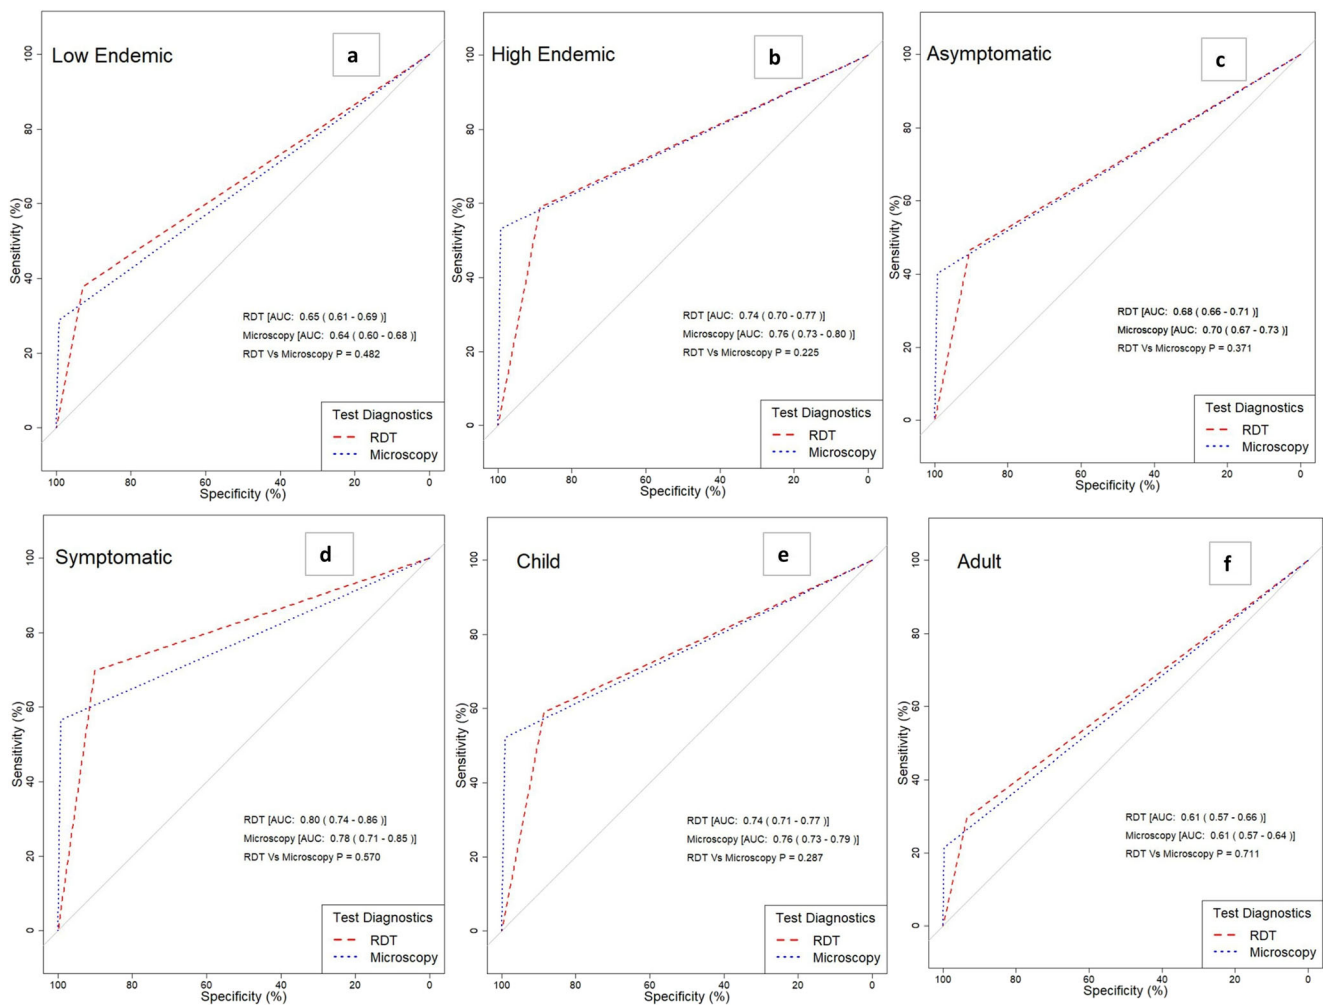 Low Endemic
a
100
80
60
40
20
0
Sensitivity (%)
RDT [AUC: 0.65 ( 0.61 - 0.69 )]
Microscopy [AUC: 0.64 ( 0.60 - 0.68 )]
RDT Vs Microscopy P = 0.482
Test Diagnostics
RDT
Microscopy
100 80 60 40 20 0
Specificity (%)
High Endemic
b
100
80
60
40
20
0
Sensitivity (%)
RDT [AUC: 0.74 ( 0.70 - 0.77 )]
Microscopy [AUC: 0.76 ( 0.73 - 0.80 )]
RDT Vs Microscopy P = 0.225
Test Diagnostics
RDT
Microscopy
100 80 60 40 20 0
Specificity (%)
Asymptomatic
c
100
80
60
40
20
0
Sensitivity (%)
RDT [AUC: 0.68 ( 0.66 - 0.71 )]
Microscopy [AUC: 0.70 ( 0.67 - 0.73 )]
RDT Vs Microscopy P = 0.371
Test Diagnostics
RDT
Microscopy
100 80 60 40 20 0
Specificity (%)
Symptomatic
d
100
80
60
40
20
0
Sensitivity (%)
RDT [AUC: 0.80 ( 0.74 - 0.86 )]
Microscopy [AUC: 0.78 ( 0.71 - 0.85 )]
RDT Vs Microscopy P = 0.570
Test Diagnostics
RDT
Microscopy
100 80 60 40 20 0
Specificity (%)
Child
e
100
80
60
40
20
0
Sensitivity (%)
RDT [AUC: 0.74 ( 0.71 - 0.77 )]
Microscopy [AUC: 0.76 ( 0.73 - 0.79 )]
RDT Vs Microscopy P = 0.287
Test Diagnostics
RDT
Microscopy
100 80 60 40 20 0
Specificity (%)
Adult
f
100
80
60
40
20
0
Sensitivity (%)
RDT [AUC: 0.61 ( 0.57 - 0.66 )]
Microscopy [AUC: 0.61 ( 0.57 - 0.64 )]
RDT Vs Microscopy P = 0.711
Test Diagnostics
RDT
Microscopy
100 80 60 40 20 0
Specificity (%)